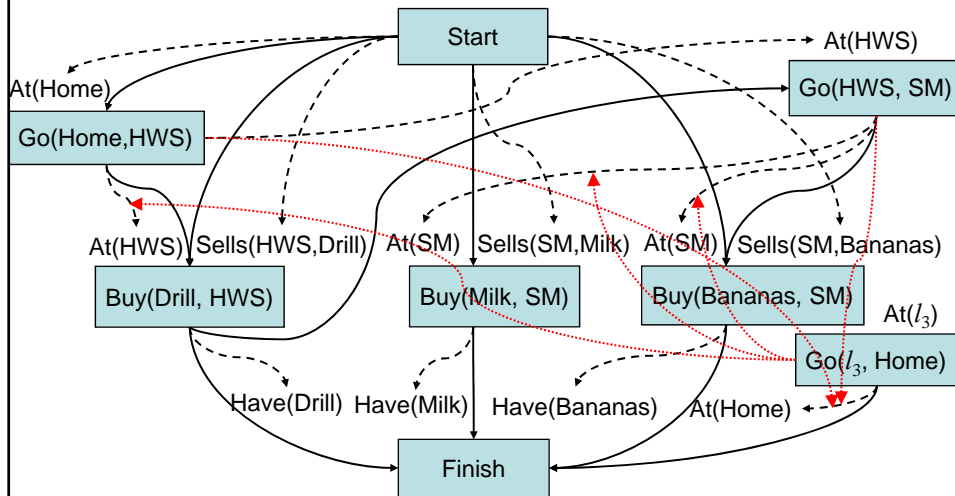 Start
At(HWS)
At(Home)
Go(HWS, SM)
Go(Home,HWS)
At(HWS)
Sells(HWS,Drill)
At(SM)
Sells(SM,Milk)
At(SM)
Sells(SM,Bananas)
Buy(Drill, HWS)
Buy(Milk, SM)
Buy(Bananas, SM)
At(l₃)
Go(l₃, Home)
Have(Drill)
Have(Milk)
Have(Bananas)
At(Home)
Finish